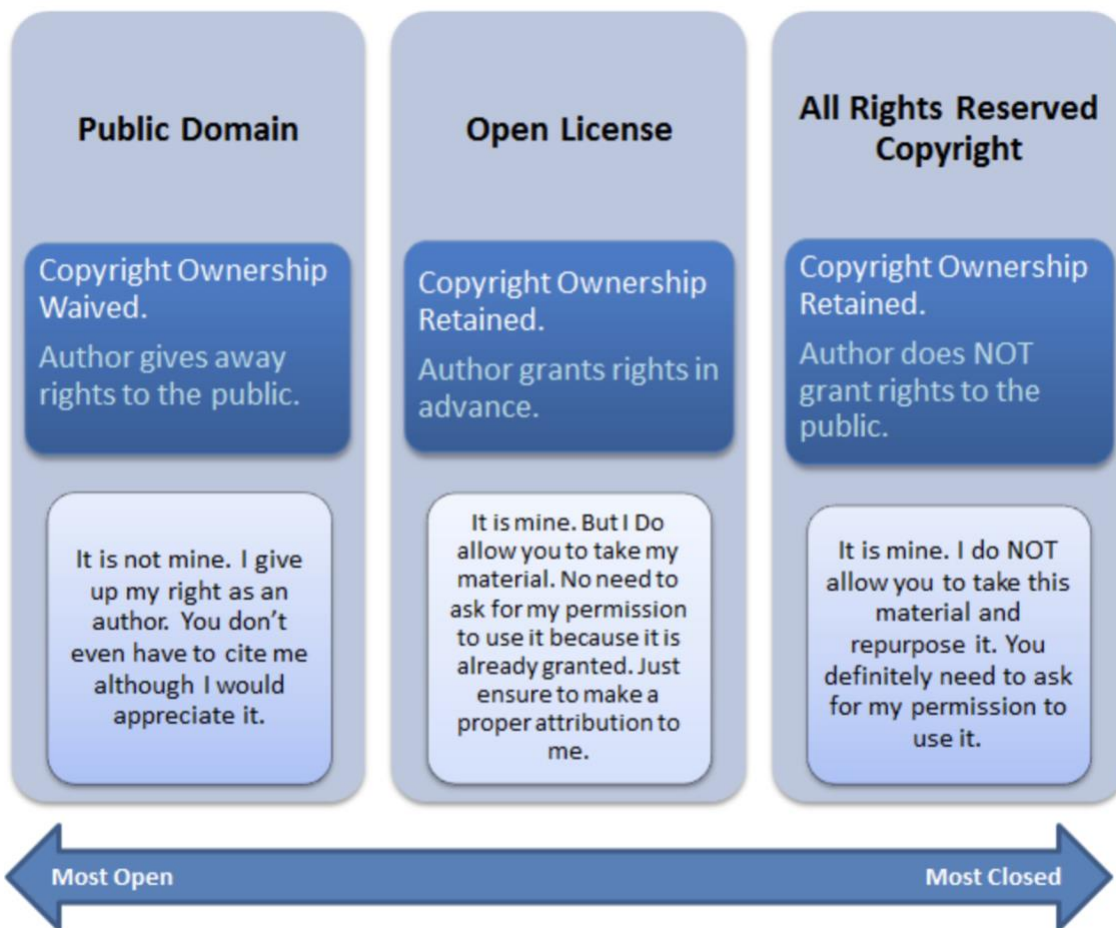 Public Domain
Copyright Ownership
Waived.
Author gives away
rights to the public.
It is not mine. I give
up my right as an
author. You don't
even have to cite me
although I would
appreciate it.
Open License
Copyright Ownership
Retained.
Author grants rights in
advance.
It is mine. But I Do
allow you to take my
material. No need to
ask for my permission
to use it because it is
already granted. Just
ensure to make a
proper attribution to
me.
All Rights Reserved
Copyright
Copyright Ownership
Retained.
Author does NOT
grant rights to the
public.
It is mine. I do NOT
allow you to take this
material and
repurpose it. You
definitely need to ask
for my permission to
use it.
Most Open
Most Closed